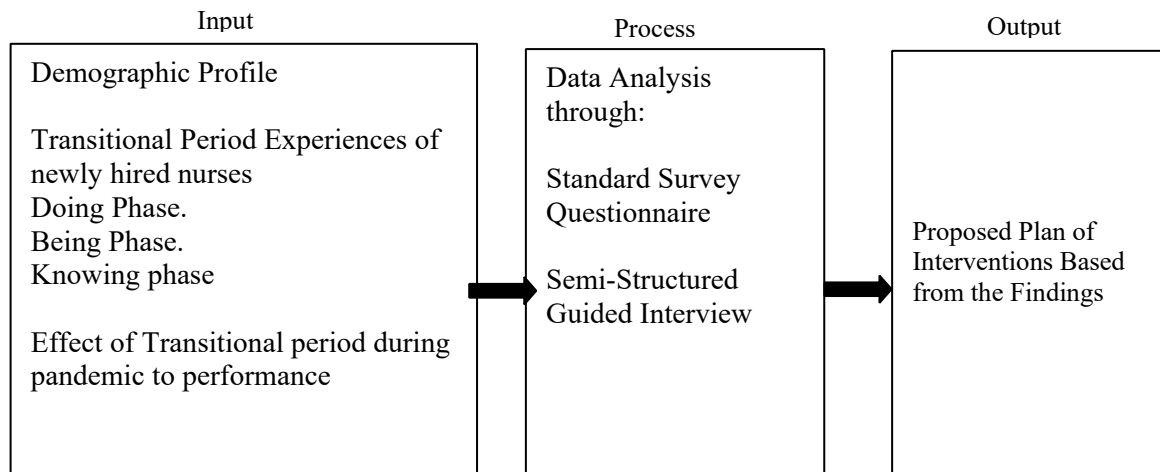 Input
Demographic Profile
Transitional Period Experiences of
newly hired nurses
Doing Phase.
Being Phase.
Knowing phase
Effect of Transitional period during
pandemic to performance
Process
Data Analysis
through:
Standard Survey
Questionnaire
Semi-Structured
Guided Interview
Output
Proposed Plan of
Interventions Based
from the Findings